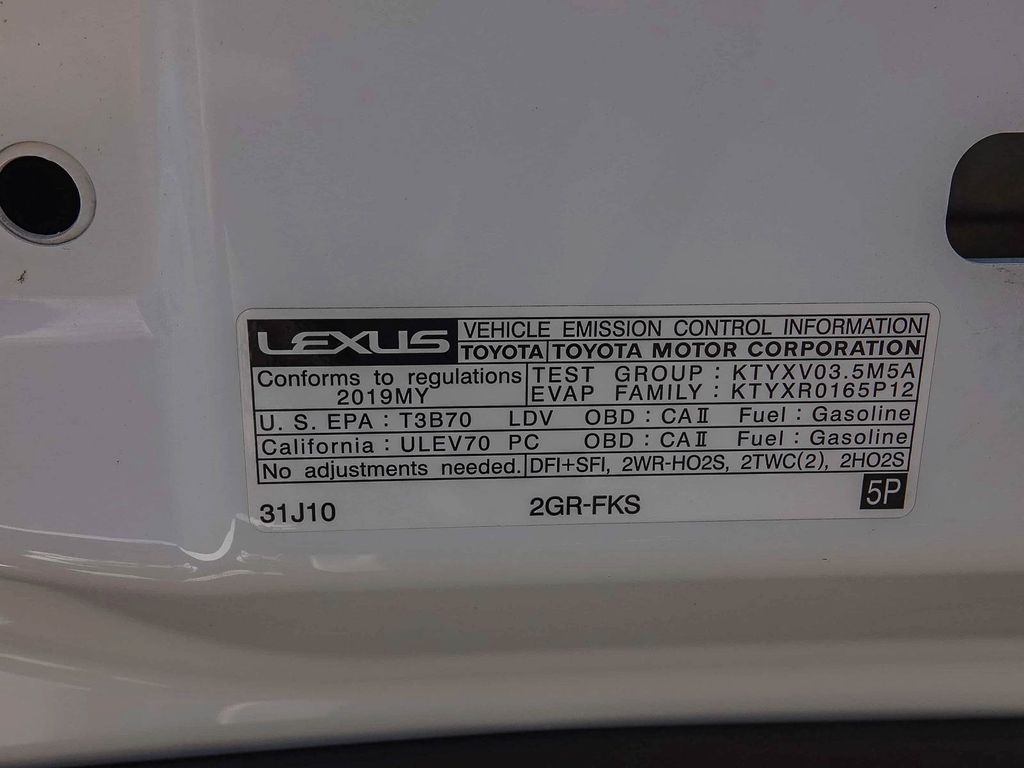 LEXUS VEHICLE EMISSION CONTROL INFORMATION
TOYOTA TOYOTA MOTOR CORPORATION
Conforms to regulations 2019MY
TEST GROUP : KTYXV03.5M5A
EVAP FAMILY : KTYXR0165P12
U. S. EPA : T3B70 LDV OBD : CAⅡ Fuel : Gasoline
California : ULEV70 PC OBD : CAⅡ Fuel : Gasoline
No adjustments needed. DFI+SFI, 2WR-HO2S, 2TWC(2), 2HO2S
31J10 2GR-FKS 5P